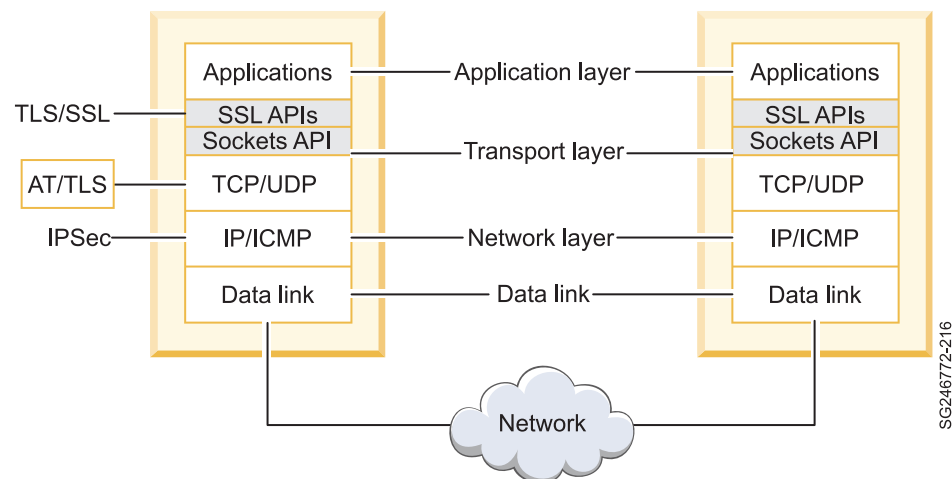 Applications
Application layer
Applications
TLS/SSL
SSL APIs
SSL APIs
Sockets API
Transport layer
Sockets API
AT/TLS
TCP/UDP
TCP/UDP
IPSec
IP/ICMP
Network layer
IP/ICMP
Data link
Data link
Data link
Network
SG246772-216